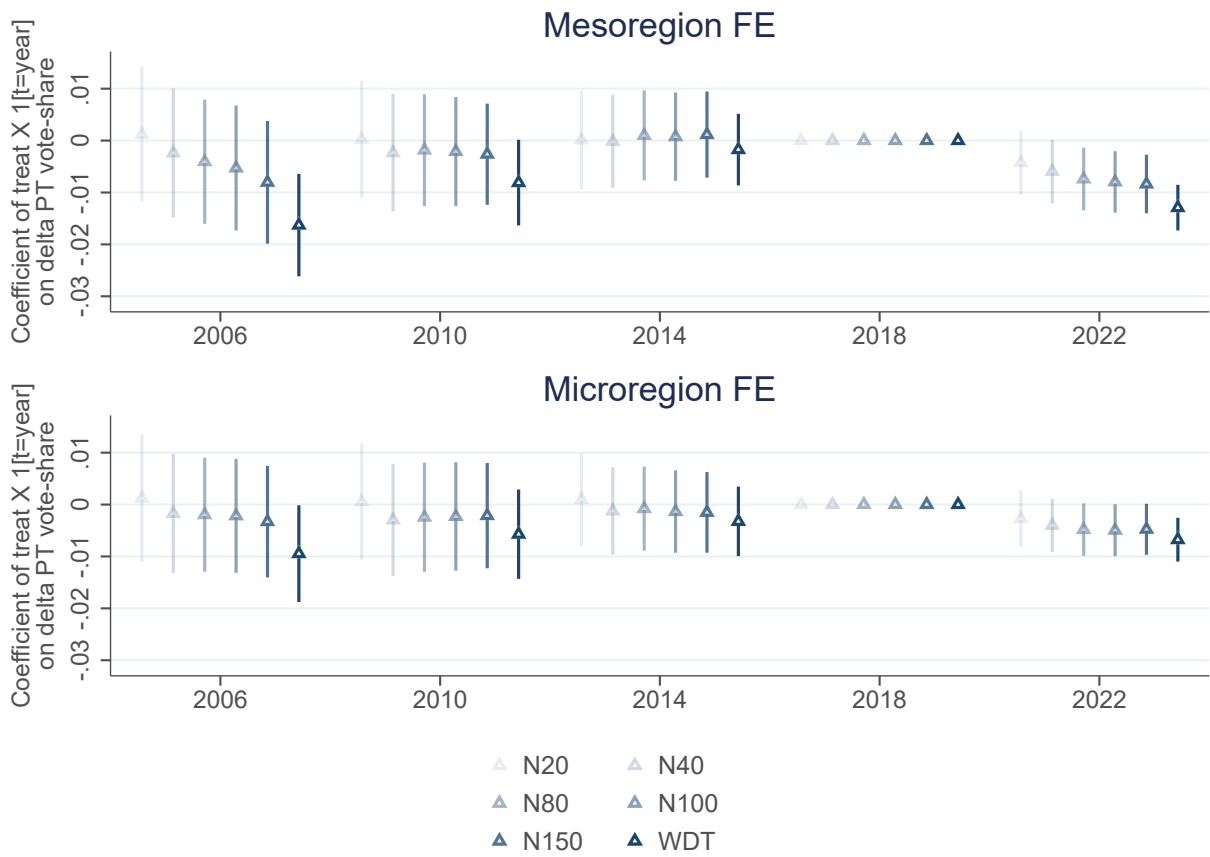 Mesoregion FE
Coefficient of treat X 1[t=year]
on delta PT vote-share
.01
0
-.01
-.02
-.03
2006 2010 2014 2018 2022
Microregion FE
Coefficient of treat X 1[t=year]
on delta PT vote-share
.01
0
-.01
-.02
-.03
2006 2010 2014 2018 2022
N20 N40
N80 N100
N150 WDT